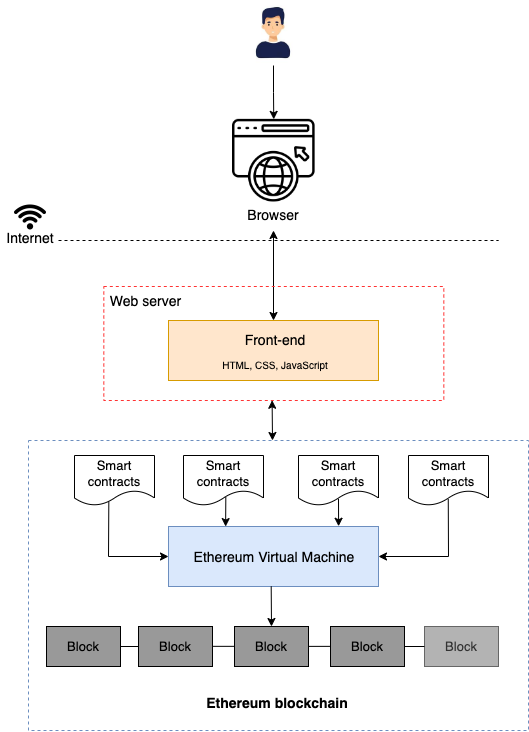 Browser
Internet
Web server
Front-end
HTML, CSS, JavaScript
Smart
contracts
Smart
contracts
Smart
contracts
Smart
contracts
Ethereum Virtual Machine
Block
Block
Block
Block
Block
Ethereum blockchain